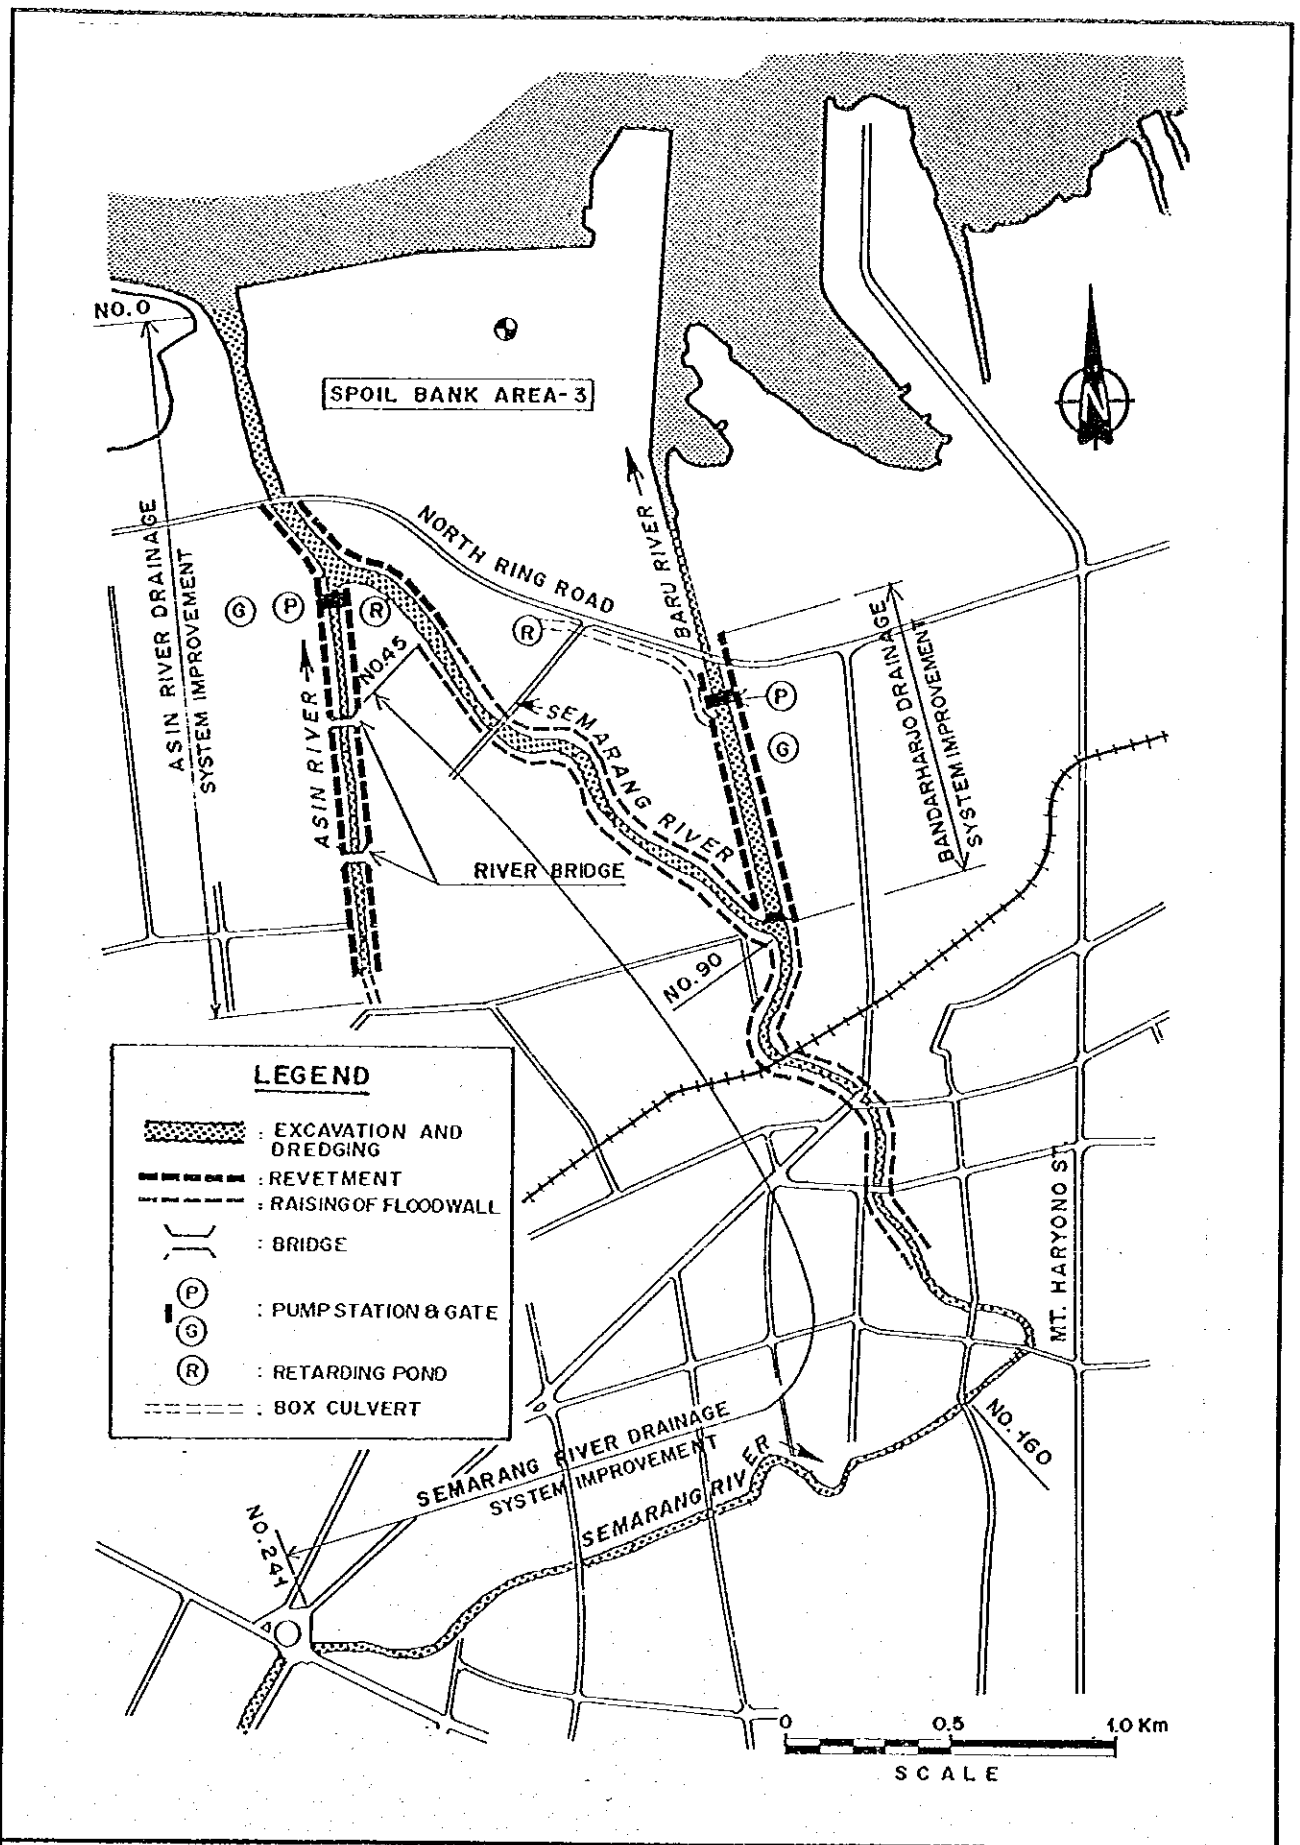 NO. 0
SPOIL BANK AREA-3
N
NORTH RING ROAD
BARU RIVER
ASIN RIVER DRAINAGE
SYSTEM IMPROVEMENT
G
P
R
R
NO.45
ASIN RIVER
SEMARANG RIVER
P
G
BANDARHARJO DRAINAGE
SYSTEM IMPROVEMENT
RIVER BRIDGE
NO. 90
LEGEND
: EXCAVATION AND
DREDGING
: REVETMENT
: RAISING OF FLOODWALL
: BRIDGE
P
: PUMP STATION & GATE
G
R
: RETARDING POND
: BOX CULVERT
MT. HARYONO ST.
NO. 160
SEMARANG RIVER DRAINAGE
SYSTEM IMPROVEMENT
SEMARANG RIVER
NO. 241
0 0.5 1.0 Km
SCALE